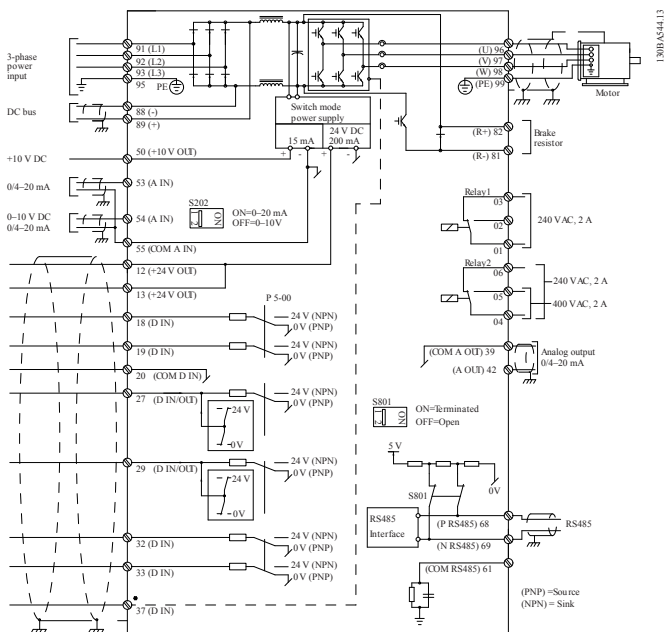 130BA544.13
3-phase
power
input
91 (L1)
92 (L2)
93 (L3)
95
PE
DC bus
88 (-)
89 (+)
+10 V DC
50 (+10 V OUT)
0/4–20 mA
53 (A IN)
0–10 V DC
0/4–20 mA
54 (A IN)
55 (COM A IN)
12 (+24 V OUT)
13 (+24 V OUT)
18 (D IN)
19 (D IN)
20 (COM D IN)
27 (D IN/OUT)
29 (D IN/OUT)
32 (D IN)
33 (D IN)
37 (D IN)
S202
1 2
ON
ON=0–20 mA
OFF=0–10V
Switch mode
power supply
15 mA
24 V DC
200 mA
+ - + -
P 5-00
24 V (NPN)
0 V (PNP)
24 V (NPN)
0 V (PNP)
24 V (NPN)
0 V (PNP)
24 V
0V
24 V (NPN)
0 V (PNP)
24 V
0V
24 V (NPN)
0 V (PNP)
24 V (NPN)
0 V (PNP)
(U) 96
(V) 97
(W) 98
(PE) 99
Motor
(R+) 82
(R-) 81
Brake
resistor
Relay1
03
02
01
240 VAC, 2 A
Relay2
06
05
04
240 VAC, 2 A
400 VAC, 2 A
(COM A OUT) 39
(A OUT) 42
Analog output
0/4–20 mA
S801
1 2
ON
ON=Terminated
OFF=Open
5 V
0V
S801
RS485
Interface
(P RS485) 68
(N RS485) 69
RS485
(COM RS485) 61
(PNP) =Source
(NPN) = Sink